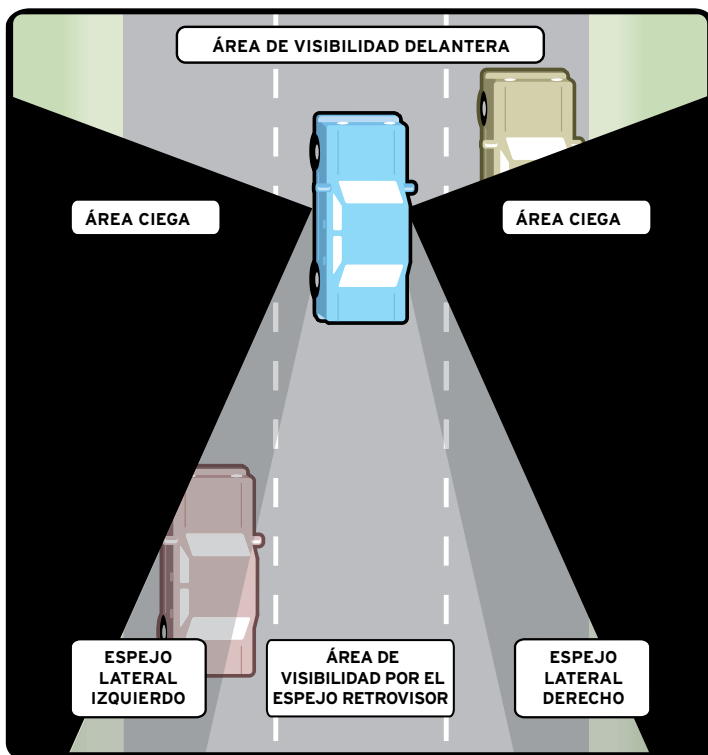 ÁREA DE VISIBILIDAD DELANTERA
ÁREA CIEGA
ÁREA CIEGA
ESPEJO
LATERAL
IZQUIERDO
ÁREA DE
VISIBILIDAD POR EL
ESPEJO RETROVISOR
ESPEJO
LATERAL
DERECHO